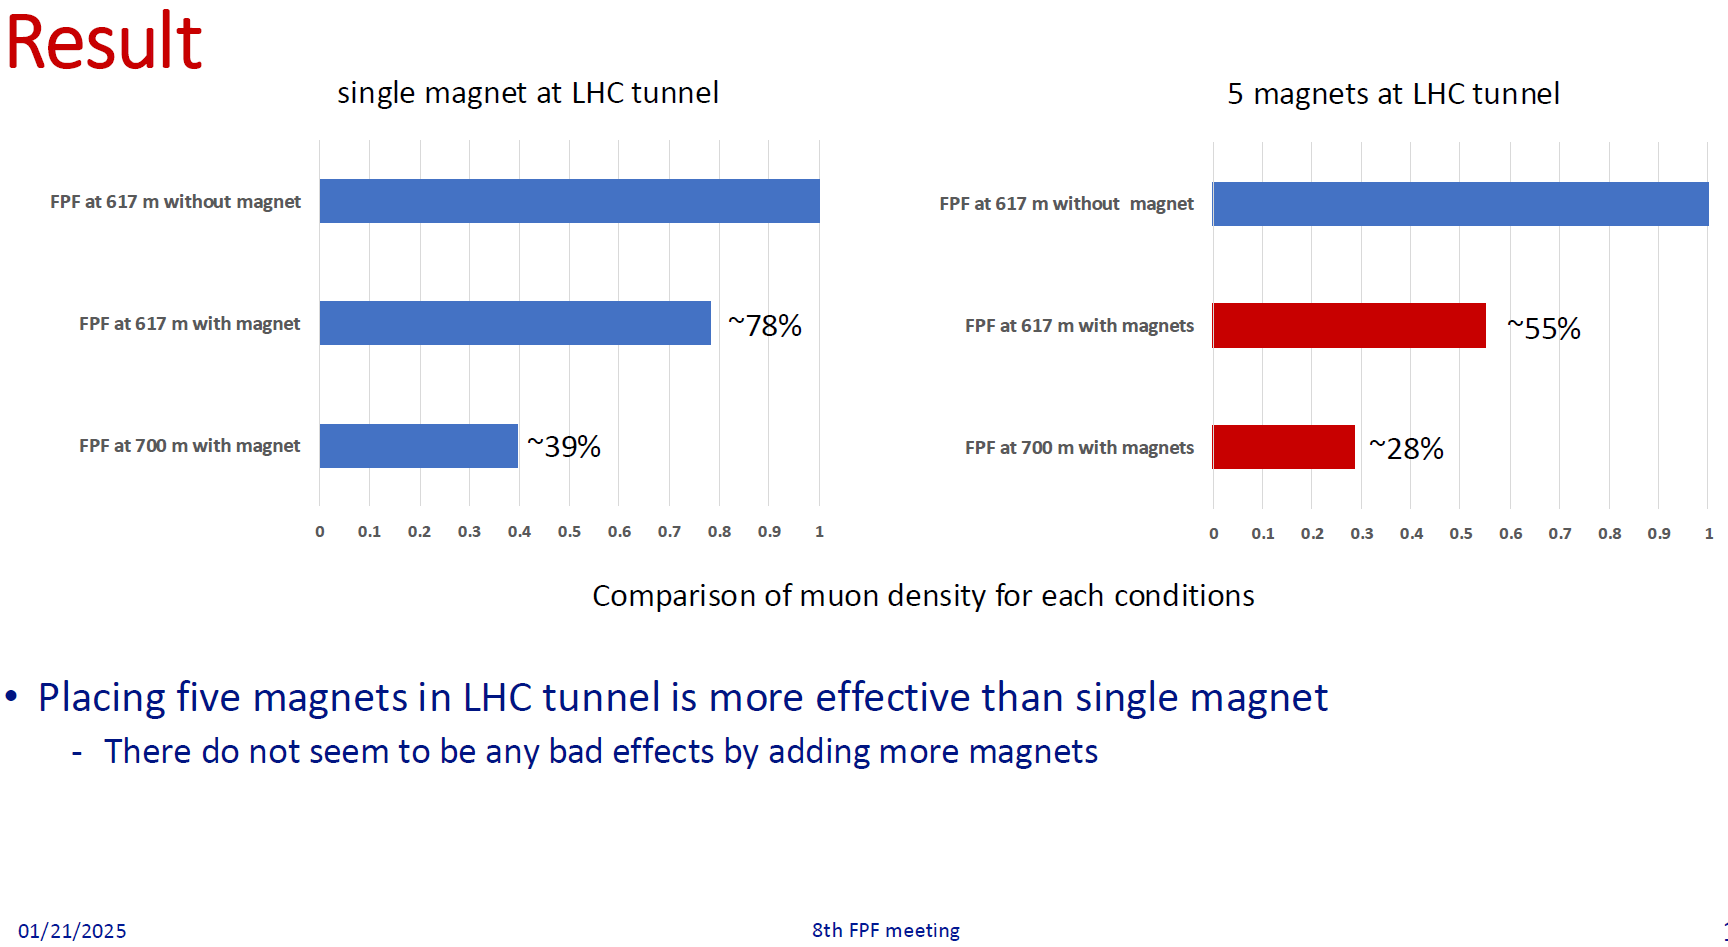 Result
single magnet at LHC tunnel
FPF at 617 m without magnet
FPF at 617 m with magnet
~78%
FPF at 700 m with magnet
~39%
0 0.1 0.2 0.3 0.4 0.5 0.6 0.7 0.8 0.9 1
5 magnets at LHC tunnel
FPF at 617 m without  magnet
FPF at 617 m with magnets
~55%
FPF at 700 m with magnets
~28%
0 0.1 0.2 0.3 0.4 0.5 0.6 0.7 0.8 0.9 1
Comparison of muon density for each conditions
• Placing five magnets in LHC tunnel is more effective than single magnet
- There do not seem to be any bad effects by adding more magnets
01/21/2025
8th FPF meeting